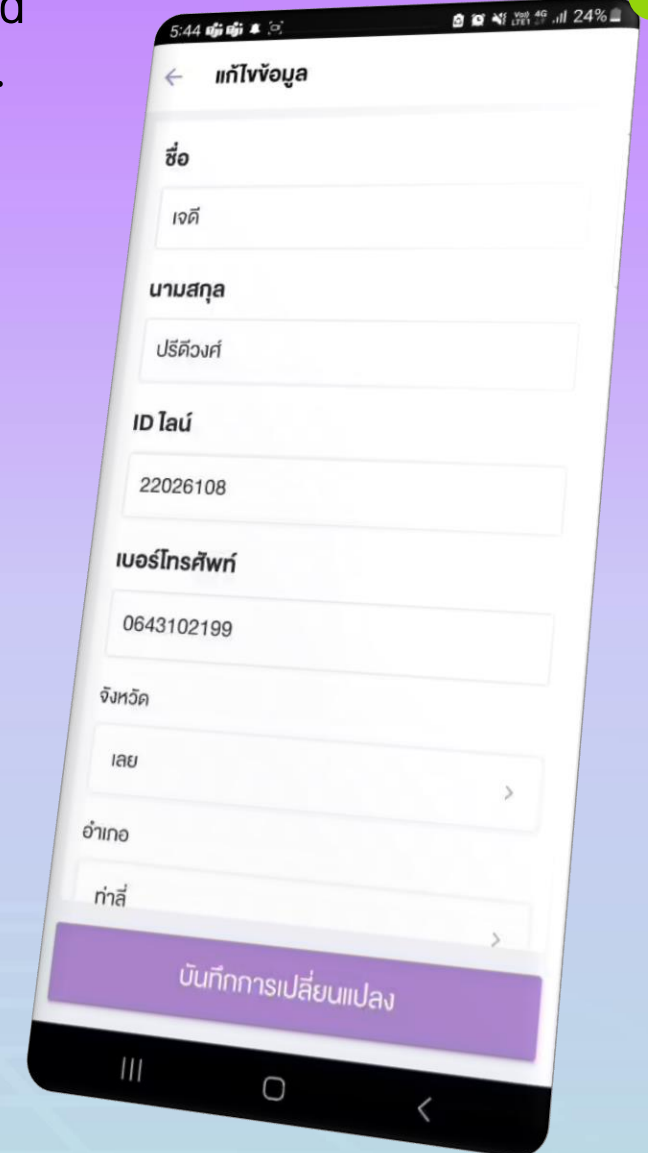 d
.
5:44
4G
24%
แก้ไขข้อมูล
ชื่อ
เจดี
นามสกุล
ปรีดีวงศ์
ID ไลน์
22026108
เบอร์โทรศัพท์
0643102199
จังหวัด
เลย
อำเภอ
ท่าลี่
บันทึกการเปลี่ยนแปลง